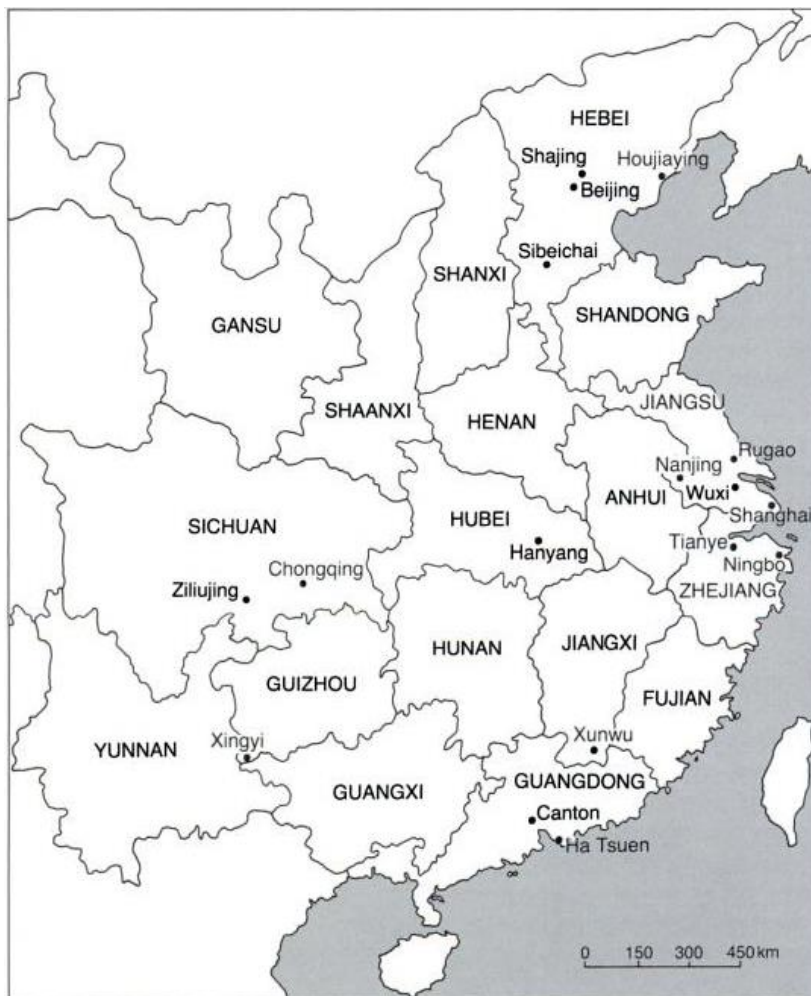 HEBEI
Shajing
Houjiaying
Beijing
Sibeichai
SHANXI
GANSU
SHANDONG
SHAANXI
JIANGSU
HENAN
Rugao
Nanjing
ANHUI
Wuxi
Shanghai
SICHUAN
HUBEI
Hanyang
Tianye
Ningbo
Chongqing
Ziliujing
ZHEJIANG
HUNAN
JIANGXI
GUIZHOU
FUJIAN
Xingyi
Xunwu
YUNNAN
GUANGDONG
GUANGXI
Canton
Ha Tsuen
0 150 300 450 km